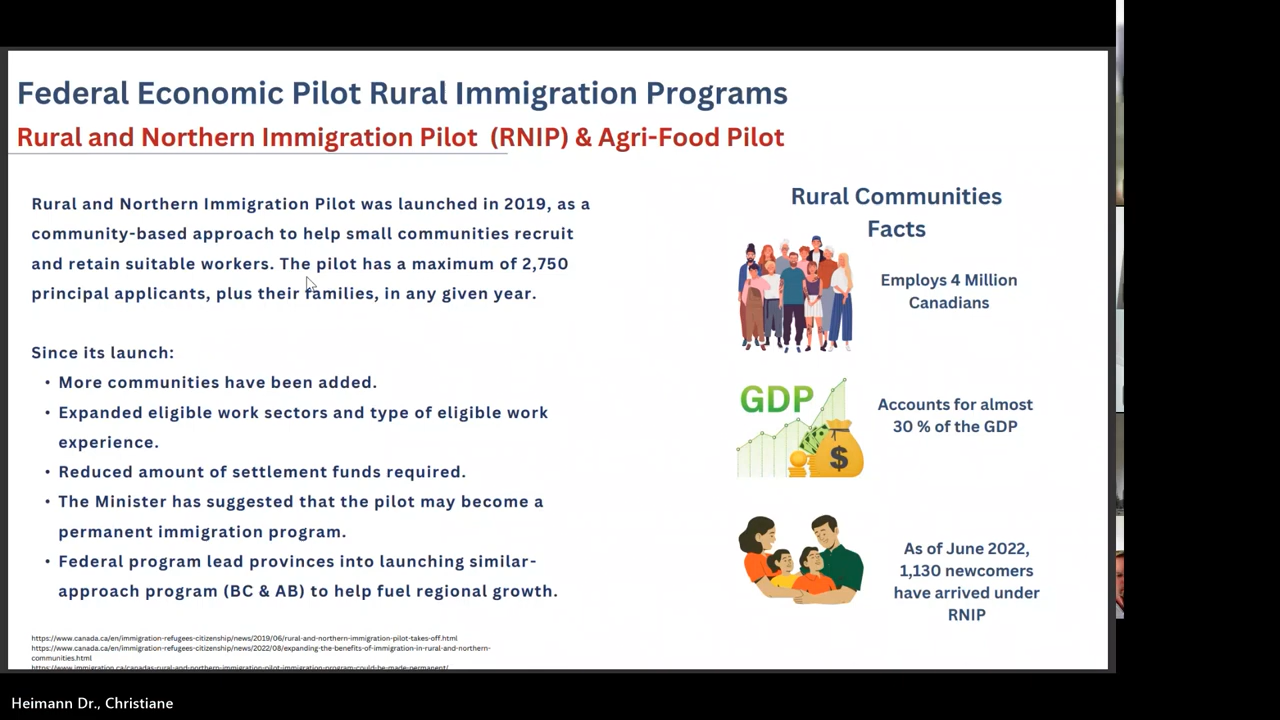 Federal Economic Pilot Rural Immigration Programs
Rural and Northern Immigration Pilot (RNIP) & Agri-Food Pilot
Rural and Northern Immigration Pilot was launched in 2019, as a
community-based approach to help small communities recruit
and retain suitable workers. The pilot has a maximum of 2,750
principal applicants, plus their families, in any given year.
Since its launch:
• More communities have been added.
• Expanded eligible work sectors and type of eligible work
experience.
• Reduced amount of settlement funds required.
• The Minister has suggested that the pilot may become a
permanent immigration program.
• Federal program lead provinces into launching similar-
approach program (BC & AB) to help fuel regional growth.
https://www.canada.ca/en/immigration-refugees-citizenship/news/2019/06/rural-and-northern-immigration-pilot-takes-off.html
https://www.canada.ca/en/immigration-refugees-citizenship/news/2022/08/expanding-the-benefits-of-immigration-in-rural-and-northern-
communities.html
https://www.immigration.ca/canadas-rural-and-northern-immigration-pilot-immigration-program-could-be-made-permanent/
Rural Communities
Facts
Employs 4 Million
Canadians
GDP
$
Accounts for almost
30 % of the GDP
As of June 2022,
1,130 newcomers
have arrived under
RNIP
Heimann Dr., Christiane